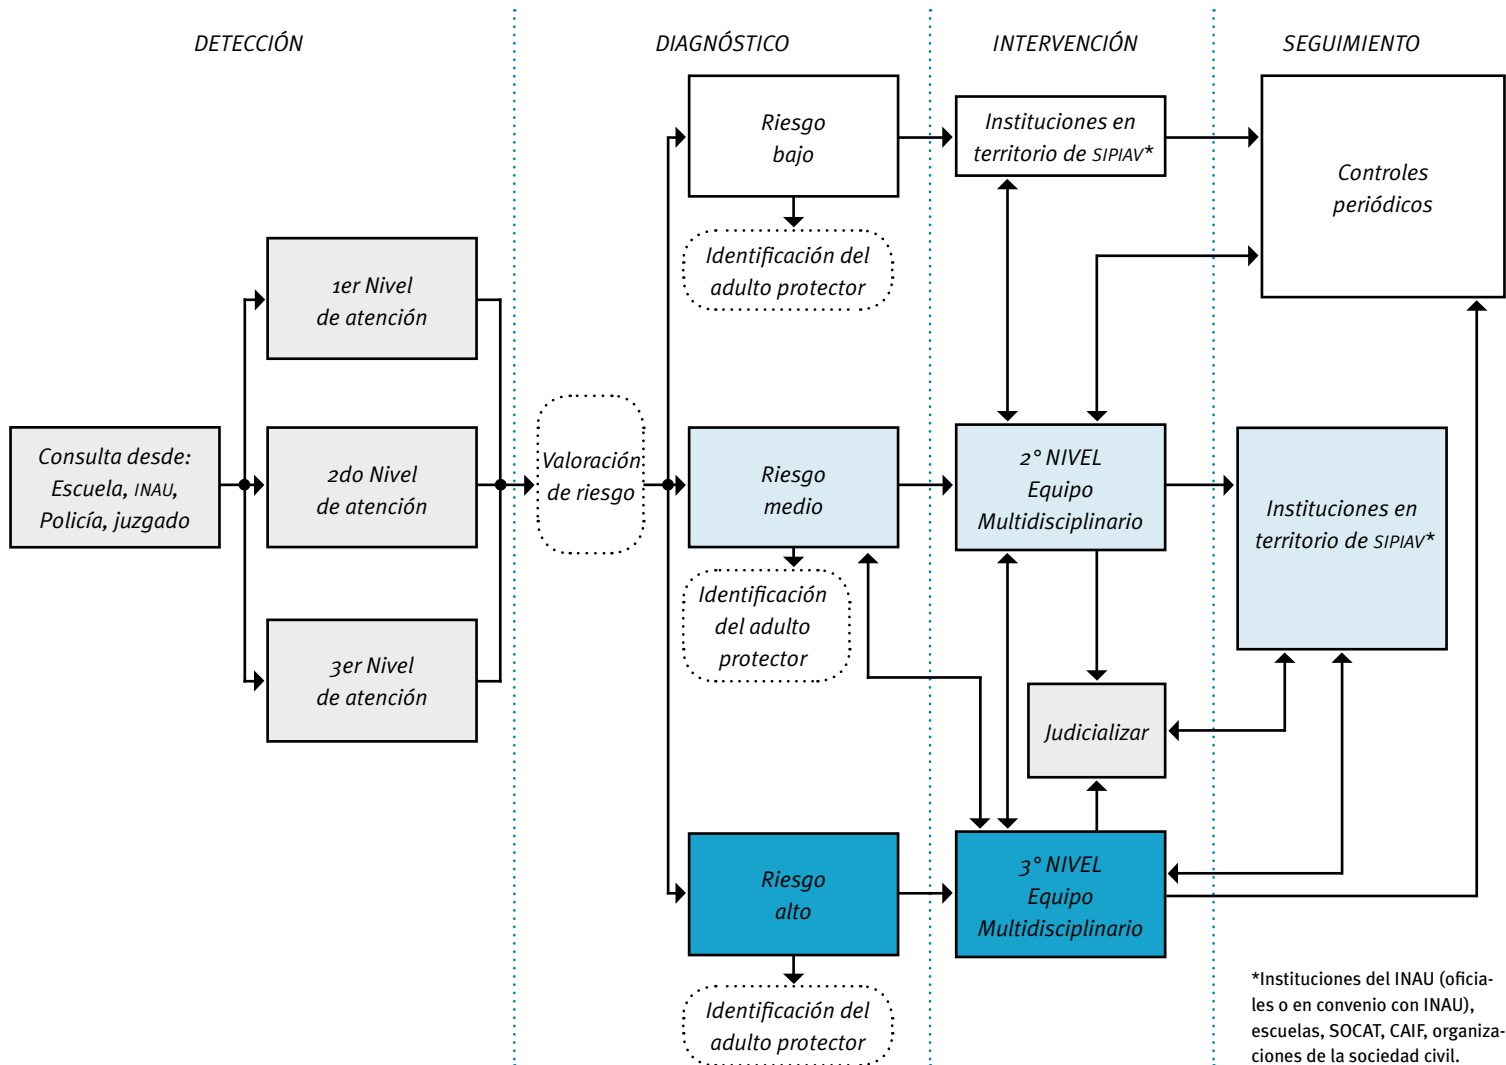 DETECCIÓN
DIAGNÓSTICO
INTERVENCIÓN
SEGUIMIENTO
Consulta desde:
Escuela, INAU,
Policía, juzgado
1er Nivel
de atención
2do Nivel
de atención
3er Nivel
de atención
Valoración
de riesgo
Riesgo
bajo
Identificación del
adulto protector
Riesgo
medio
Identificación
del adulto
protector
Riesgo
alto
Identificación del
adulto protector
Instituciones en
territorio de SIPIAV*
2° NIVEL
Equipo
Multidisciplinario
Judicializar
3° NIVEL
Equipo
Multidisciplinario
Controles
periódicos
Instituciones en
territorio de SIPIAV*
*Instituciones del INAU (oficia-
les o en convenio con INAU),
escuelas, SOCAT, CAIF, organiza-
ciones de la sociedad civil.